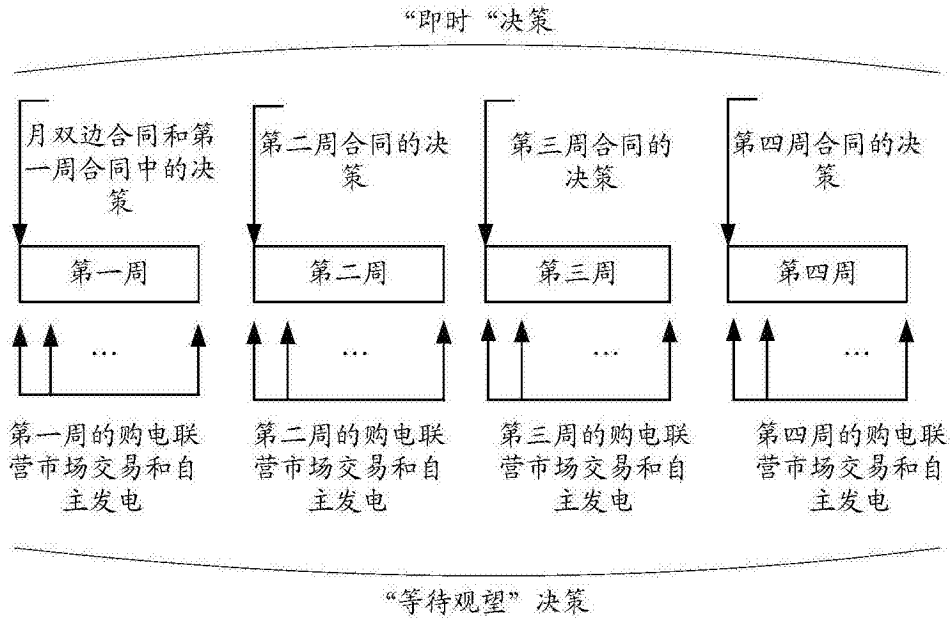 “即时“决策
月双边合同和第
一周合同中的决
策
第二周合同的决
策
第三周合同的
决策
第四周合同的决
策
第一周
第二周
第三周
第四周
...
...
...
...
第一周的购电联
营市场交易和自
主发电
第二周的购电联
营市场交易和自
主发电
第三周的购电联
营市场交易和自
主发电
第四周的购电联
营市场交易和自
主发电
“等待观望”决策